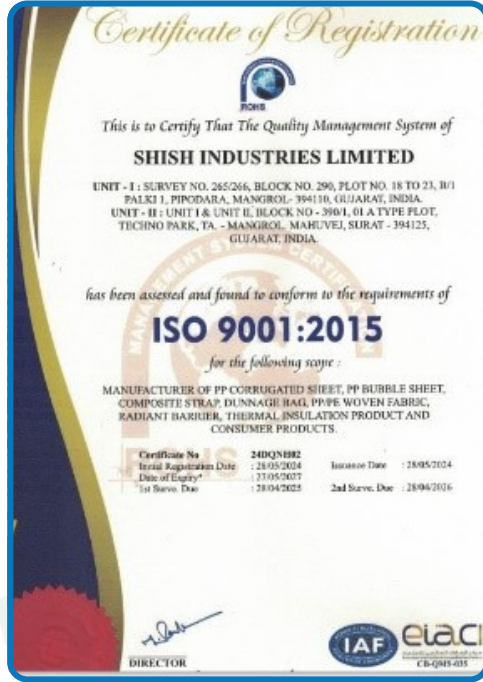 Certificate of Registration
ROHS
This is to Certify That The Quality Management System of
SHISH INDUSTRIES LIMITED
UNIT - I : SURVEY NO. 265/266, BLOCK NO. 290, PLOT NO. 18 TO 23, B/1
PALKI 1, PIPODARA, MANGROL- 394110, GUJARAT, INDIA.
UNIT - II : UNIT I & UNIT II, BLOCK NO - 390/1, 01 A TYPE PLOT,
TECHNO PARK, TA. - MANGROL, MAHUVEJ, SURAT - 394125,
GUJARAT, INDIA.
has been assessed and found to conform to the requirements of
ISO 9001:2015
for the following scope :
MANUFACTURER OF PP CORRUGATED SHEET, PP BUBBLE SHEET,
COMPOSITE STRAP, DUNNAGE BAG, PP/PE WOVEN FABRIC,
RADIANT BARRIER, THERMAL INSULATION PRODUCT AND
CONSUMER PRODUCTS.
Certificate No 24DQNH02
Initial Registration Date : 28/05/2024 Issuance Date : 28/05/2024
Date of Expiry* : 27/05/2027
1st Surve. Due : 28/04/2025 2nd Surve. Due : 28/04/2026
DIRECTOR
IAF
eiaci
CB-QMS-035